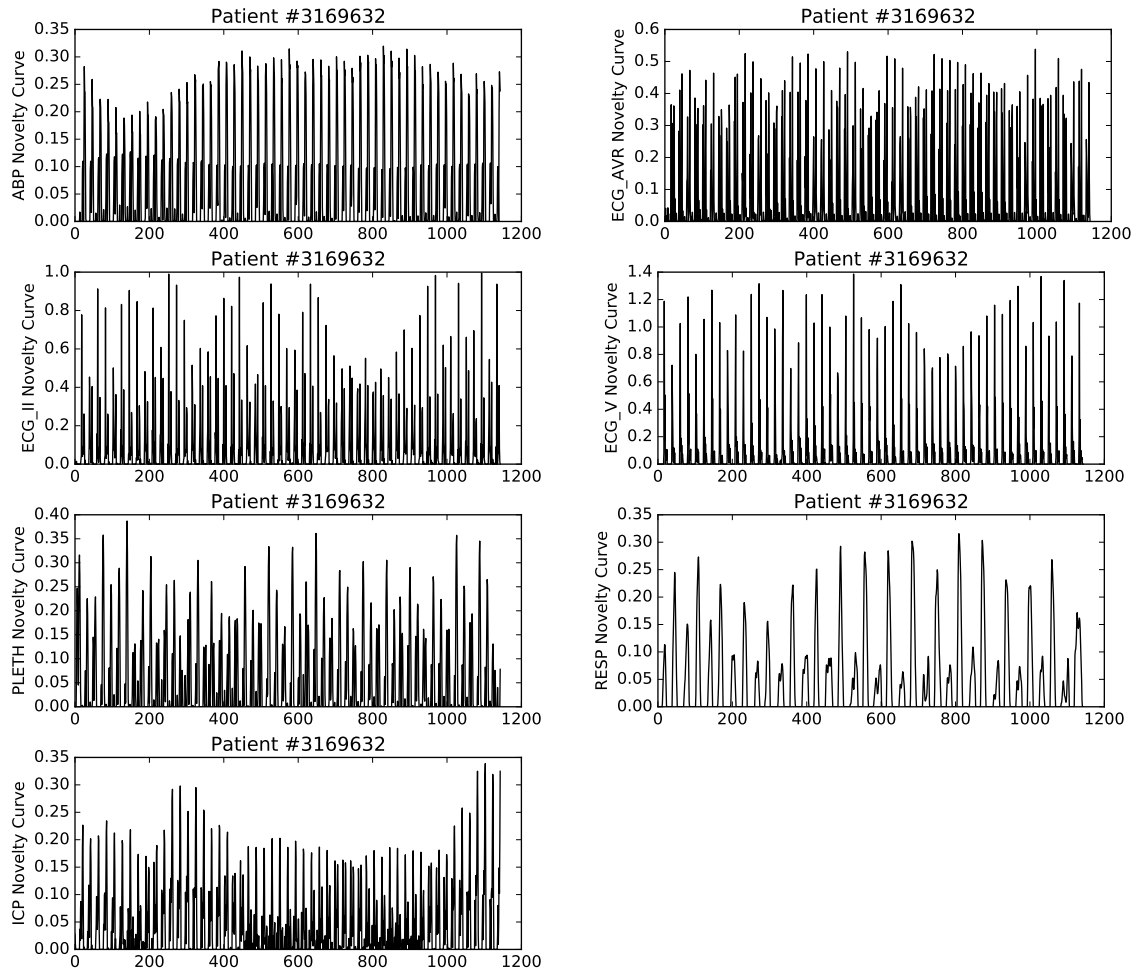 Patient #3169632
0.35
0.30
0.25
0.20
0.15
0.10
0.05
0.00
ABP Novelty Curve
0 200 400 600 800 1000 1200
Patient #3169632
0.6
0.5
0.4
0.3
0.2
0.1
0.0
ECG_AVR Novelty Curve
0 200 400 600 800 1000 1200
Patient #3169632
1.0
0.8
0.6
0.4
0.2
0.0
ECG_II Novelty Curve
0 200 400 600 800 1000 1200
Patient #3169632
1.4
1.2
1.0
0.8
0.6
0.4
0.2
0.0
ECG_V Novelty Curve
0 200 400 600 800 1000 1200
Patient #3169632
0.40
0.35
0.30
0.25
0.20
0.15
0.10
0.05
0.00
PLETH Novelty Curve
0 200 400 600 800 1000 1200
Patient #3169632
0.35
0.30
0.25
0.20
0.15
0.10
0.05
0.00
RESP Novelty Curve
0 200 400 600 800 1000 1200
Patient #3169632
0.35
0.30
0.25
0.20
0.15
0.10
0.05
0.00
ICP Novelty Curve
0 200 400 600 800 1000 1200